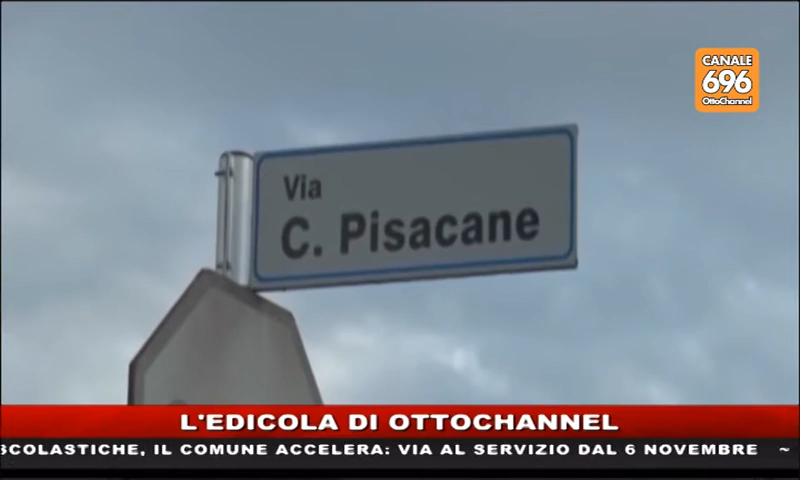 CANALE
696
OttoChannel
Via
C. Pisacane
L'EDICOLA DI OTTOCHANNEL
SCOLASTICHE, IL COMUNE ACCELERA: VIA AL SERVIZIO DAL 6 NOVEMBRE ~